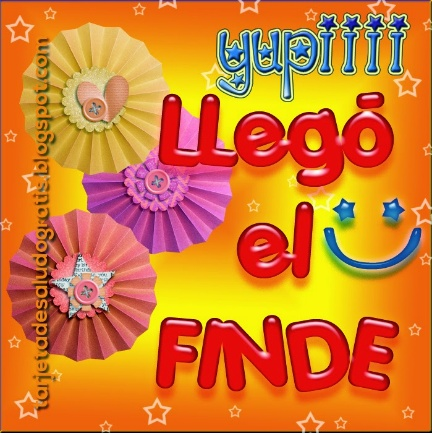 yupiiii
LLegó
el
FINDE
tarjetadesaludogratis.blogspot.com